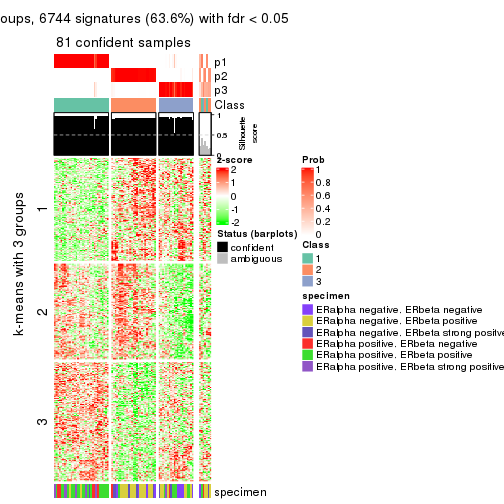 oups, 6744 signatures (63.6%) with fdr < 0.05
81 confident samples
p1
p2
p3
Class
1
0.5
0
Silhouette
score
k-means with 3 groups
1
2
3
z-score
2
1
0
-1
-2
Status (barplots)
confident
ambiguous
Prob
1
0.8
0.6
0.4
0.2
0
Class
1
2
3
specimen
ERalpha negative. ERbeta negative
ERalpha negative. ERbeta positive
ERalpha negative. ERbeta strong positive
ERalpha positive. ERbeta negative
ERalpha positive. ERbeta positive
ERalpha positive. ERbeta strong positive
specimen